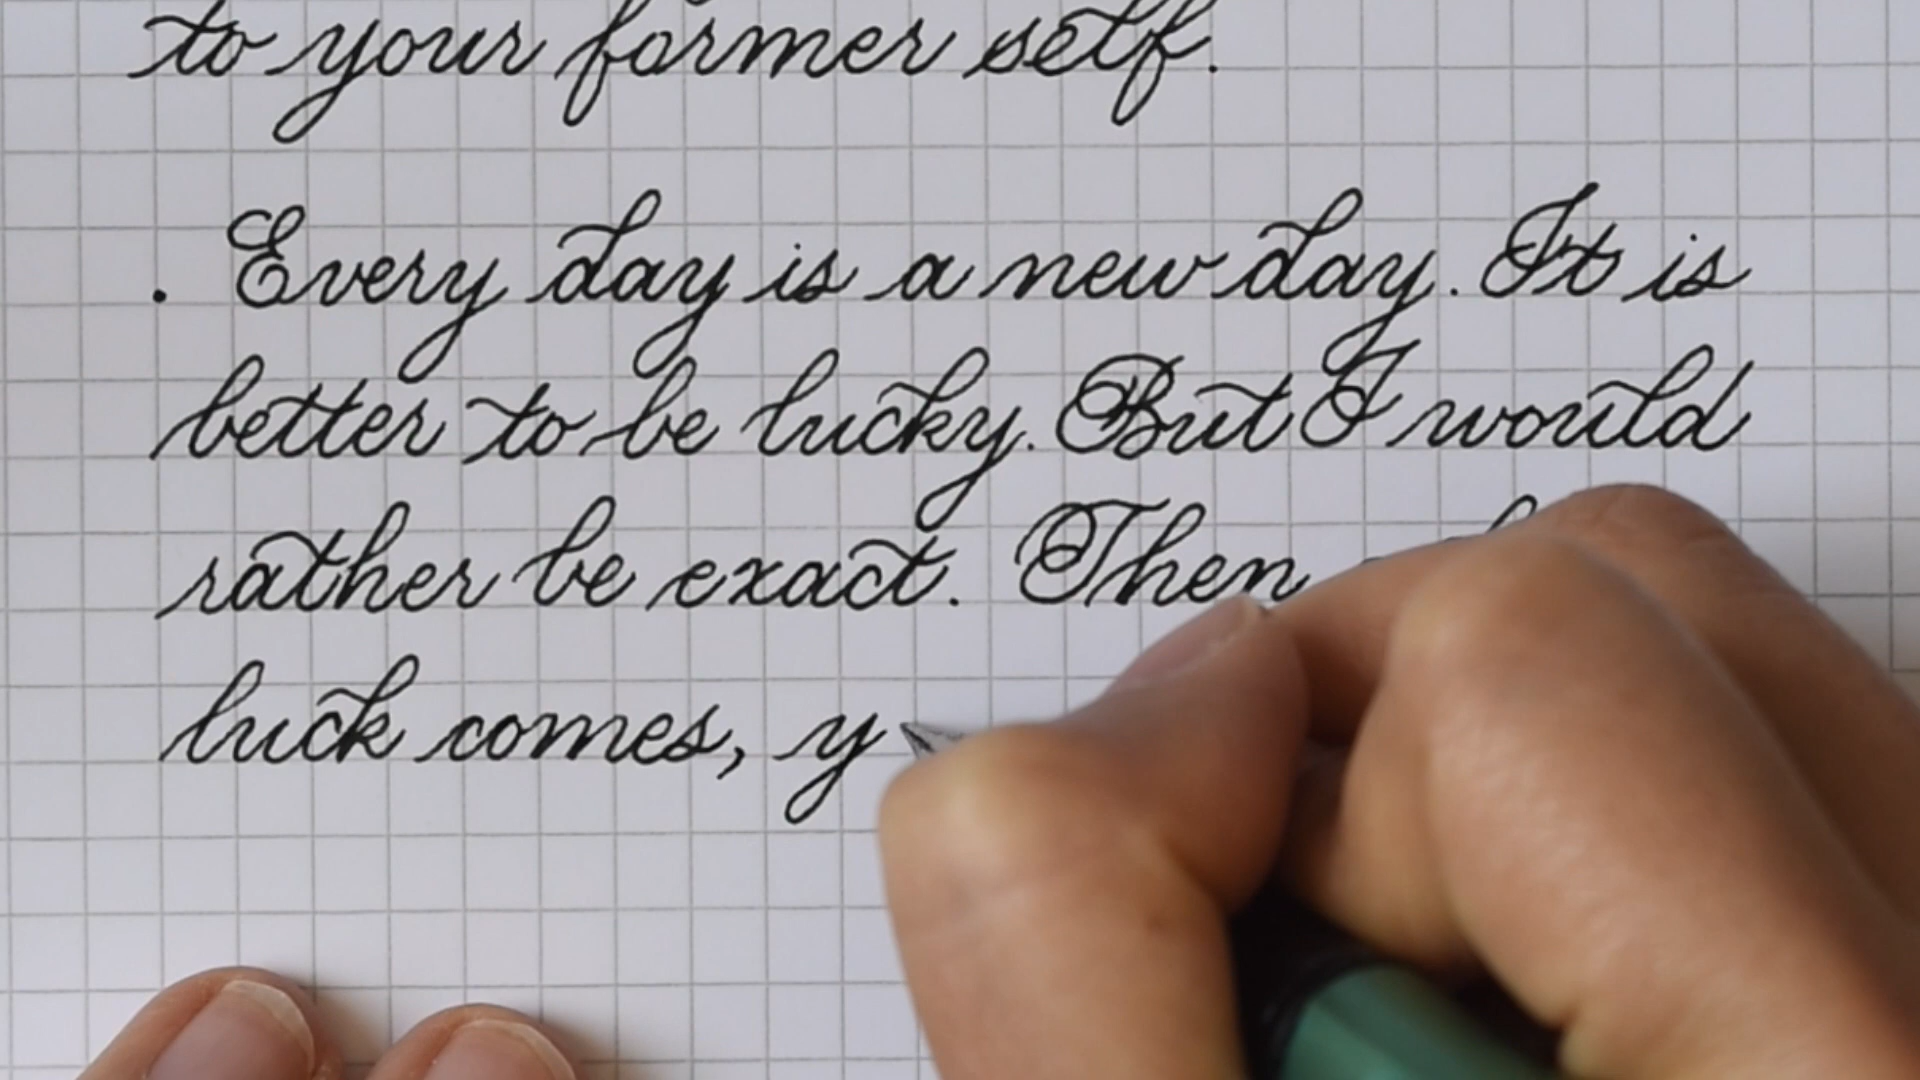 to your former self.
. Every day is a new day. It is
better to be lucky. But I would
rather be exact. Then
luck comes, y